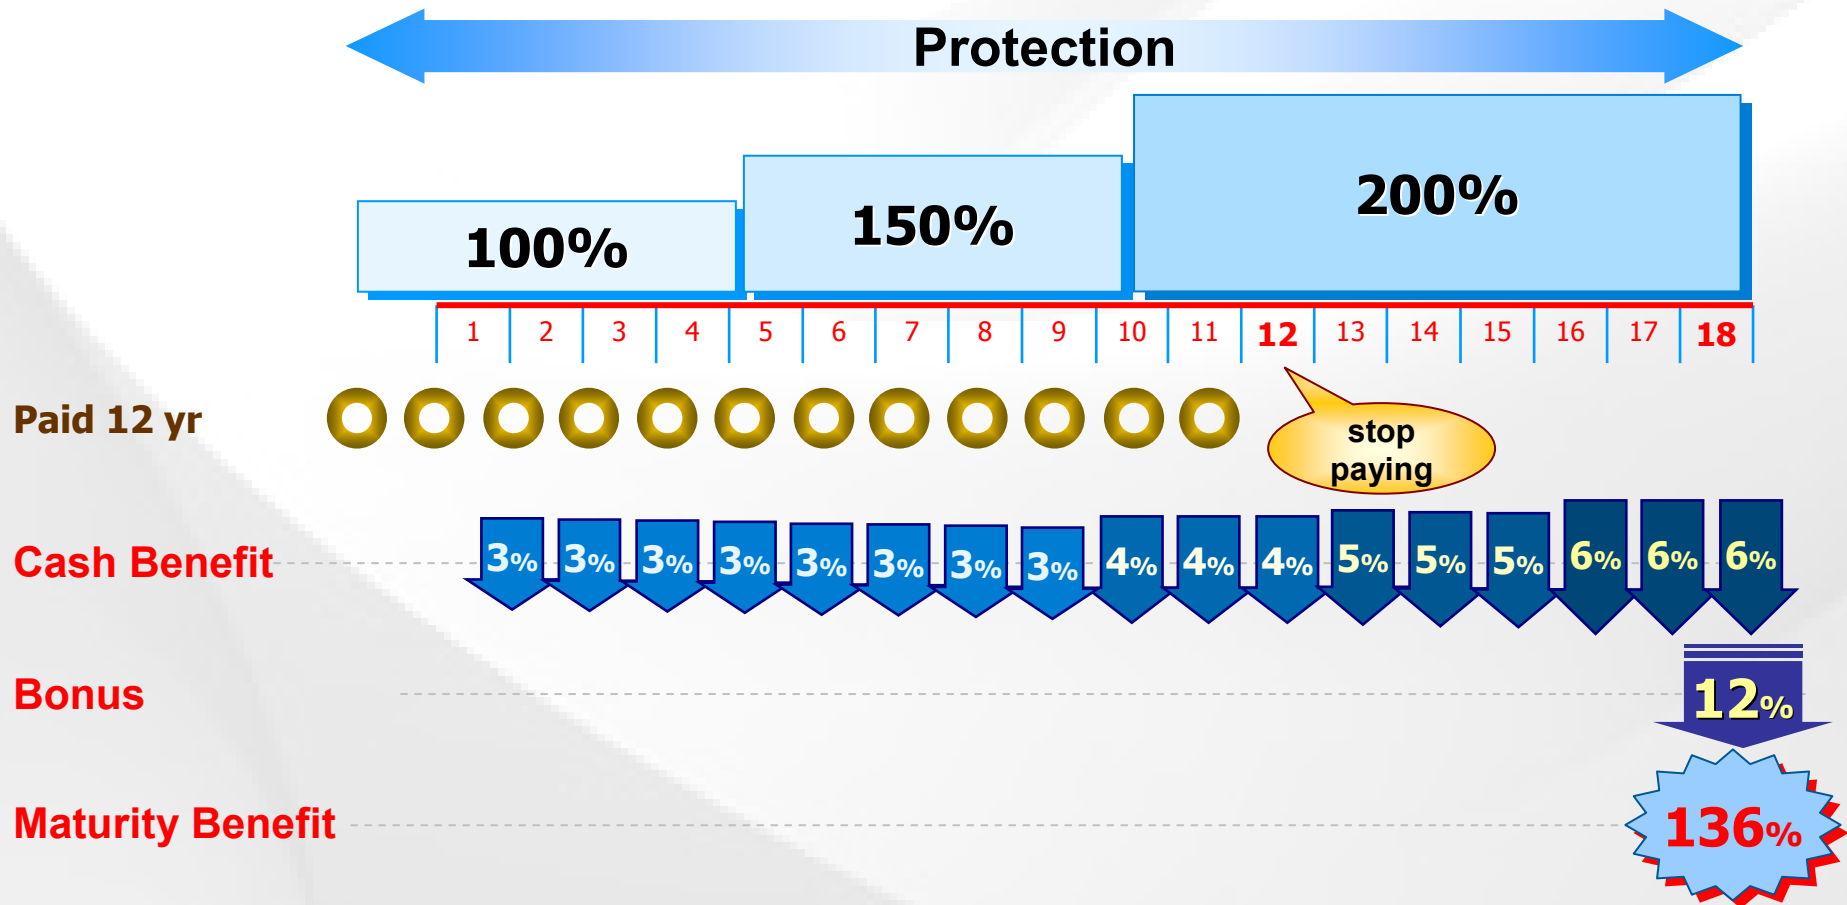 Protection
100%
150%
200%
1 2 3 4 5 6 7 8 9 10 11 12 13 14 15 16 17 18
Paid 12 yr
stop
paying
Cash Benefit
3% 3% 3% 3% 3% 3% 3% 3% 4% 4% 4% 5% 5% 5% 6% 6% 6%
Bonus
12%
Maturity Benefit
136%